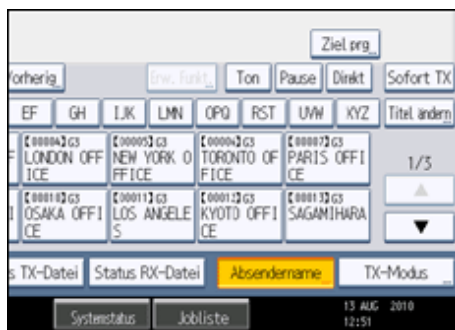 Ziel prg.
Vorherig. Erw. Funkt. Ton Pause Direkt Sofort TX
EF GH IJK LMN OPQ RST UVW XYZ Titel ändern
[00004]G3 [00005]G3 [00006]G3 [00007]G3
F LONDON OFF NEW YORK O TORONTO OF PARIS OFFI
ICE FFICE FICE CE
1/3
[00010]G3 [00011]G3 [00012]G3 [00013]G3
I OSAKA OFFI LOS ANGELE KYOTO OFFI SAGAMIHARA
CE S CE
s TX-Datei Status RX-Datei Absendername TX-Modus
Systemstatus Jobliste 13 AUG 2010
12:51